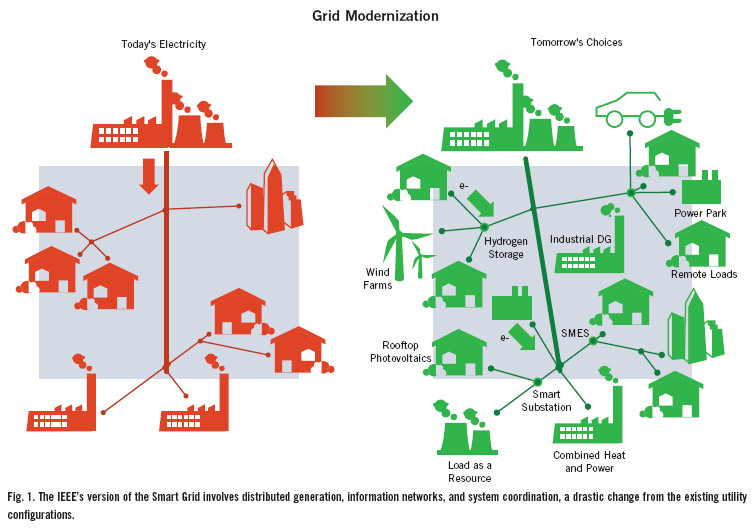 Grid Modernization
Today's Electricity
Tomorrow's Choices
e-
Power Park
Hydrogen
Storage
Industrial DG
Wind
Farms
Remote Loads
SMES
e-
Rooftop
Photovoltaics
Smart
Substation
Load as a
Resource
Combined Heat
and Power
Fig. 1. The IEEE's version of the Smart Grid involves distributed generation, information networks, and system coordination, a drastic change from the existing utility
configurations.